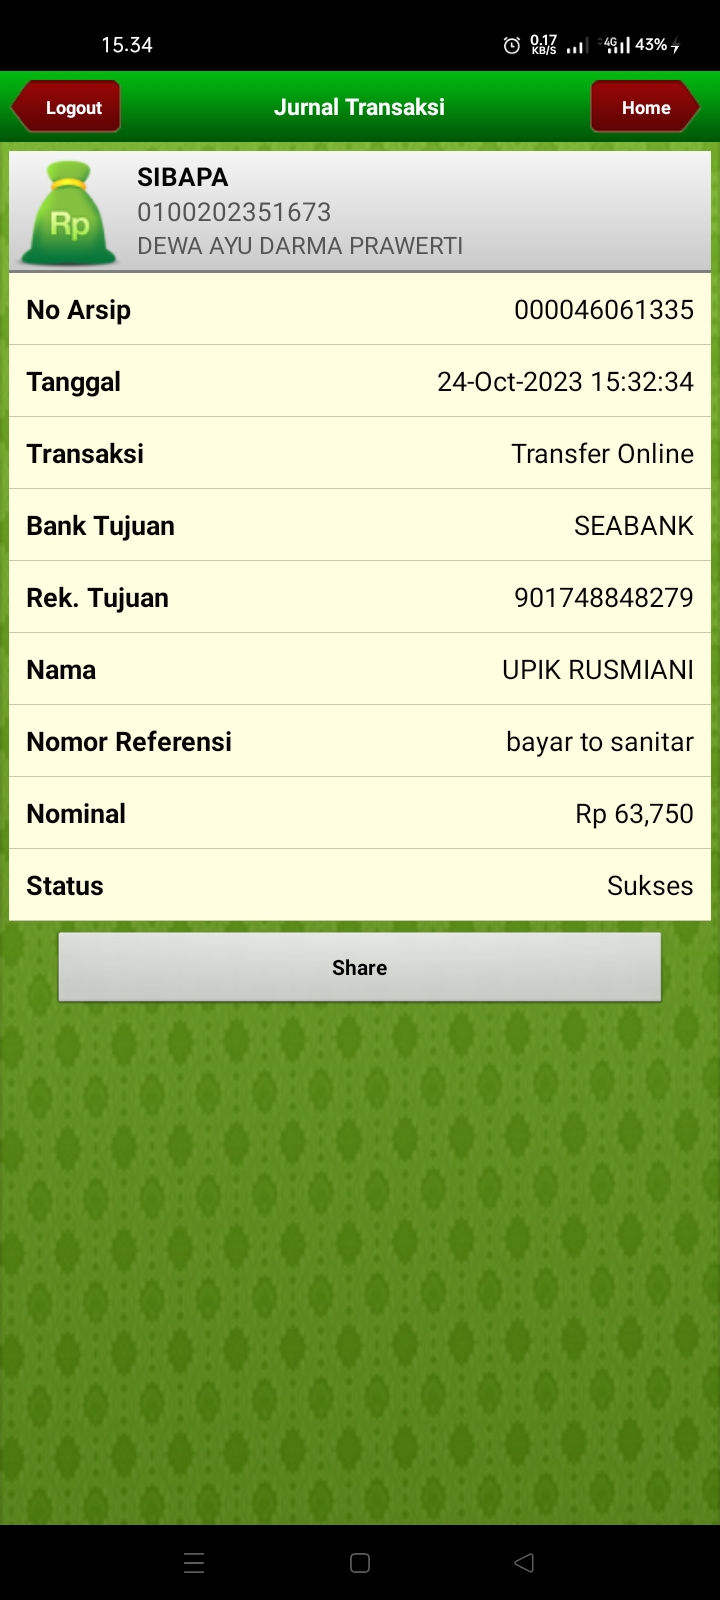 15.34
0.17 KB/S 4G 43%
Logout Jurnal Transaksi Home
Rp
SIBAPA
0100202351673
DEWA AYU DARMA PRAWERTI
No Arsip 000046061335
Tanggal 24-Oct-2023 15:32:34
Transaksi Transfer Online
Bank Tujuan SEABANK
Rek. Tujuan 901748848279
Nama UPIK RUSMIANI
Nomor Referensi bayar to sanitar
Nominal Rp 63,750
Status Sukses
Share